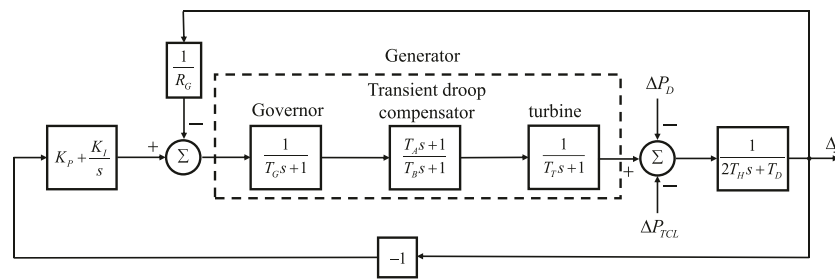 1/R_G
Generator
Governor
Transient droop
compensator
turbine
ΔP_D
K_P + K_I/s
+
−
Σ
1/(T_G s+1)
(T_A s+1)/(T_B s+1)
1/(T_T s+1)
+
−
Σ
−
1/(2T_H s+T_D)
Δ
ΔP_TCL
−1